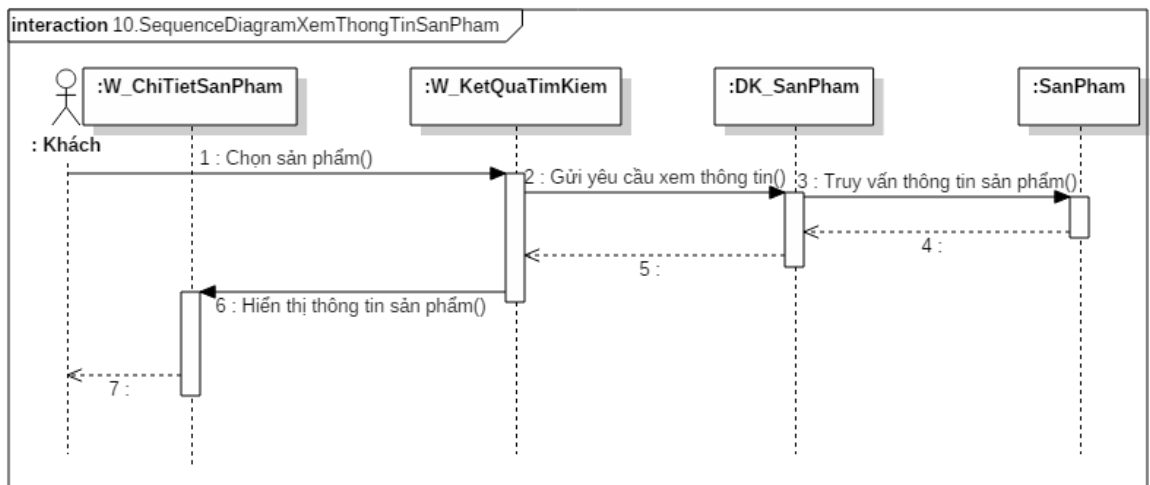 interaction 10.SequenceDiagramXemThongTinSanPham
:W_ChiTietSanPham
:W_KetQuaTimKiem
:DK_SanPham
:SanPham
: Khách
1 : Chọn sản phẩm()
2 : Gửi yêu cầu xem thông tin()
3 : Truy vấn thông tin sản phẩm()
4 :
5 :
6 : Hiển thị thông tin sản phẩm()
7 :